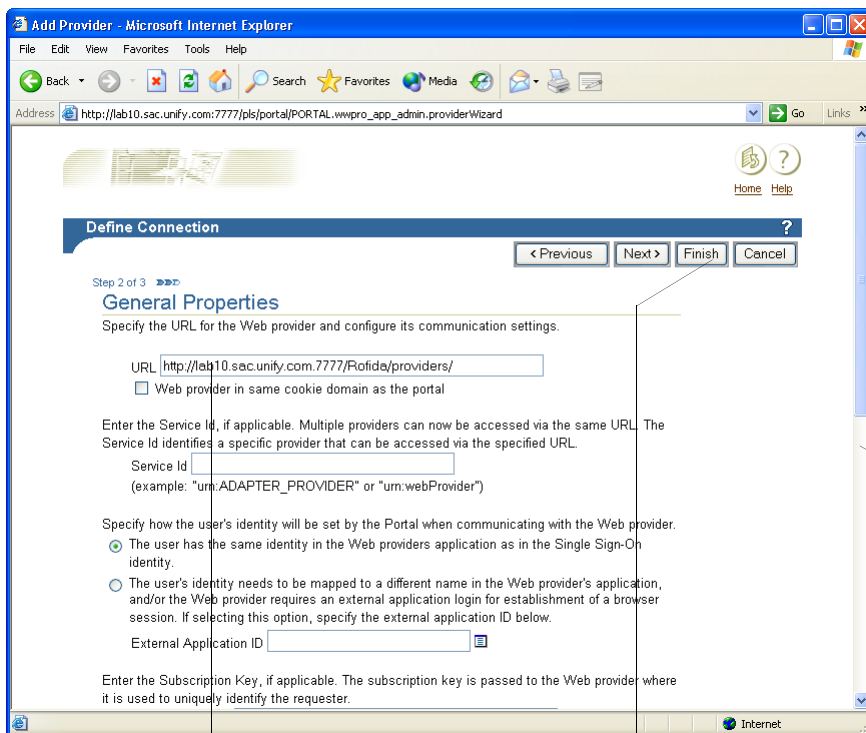 Add Provider - Microsoft Internet Explorer
File Edit View Favorites Tools Help
Back Search Favorites Media
Address http://lab10.sac.unify.com:7777/pls/portal/PORTAL.wwpro_app_admin.providerWizard Go Links »
Home Help
Define Connection ?
< Previous Next > Finish Cancel
Step 2 of 3
General Properties
Specify the URL for the Web provider and configure its communication settings.
URL http://lab10.sac.unify.com.7777/Rofida/providers/
Web provider in same cookie domain as the portal
Enter the Service Id, if applicable. Multiple providers can now be accessed via the same URL. The
Service Id identifies a specific provider that can be accessed via the specified URL.
Service Id
(example: "urn:ADAPTER_PROVIDER" or "urn:webProvider")
Specify how the user's identity will be set by the Portal when communicating with the Web provider.
The user has the same identity in the Web providers application as in the Single Sign-On
identity.
The user's identity needs to be mapped to a different name in the Web provider's application,
and/or the Web provider requires an external application login for establishment of a browser
session. If selecting this option, specify the external application ID below.
External Application ID
Enter the Subscription Key, if applicable. The subscription key is passed to the Web provider where
it is used to uniquely identify the requester.
Internet